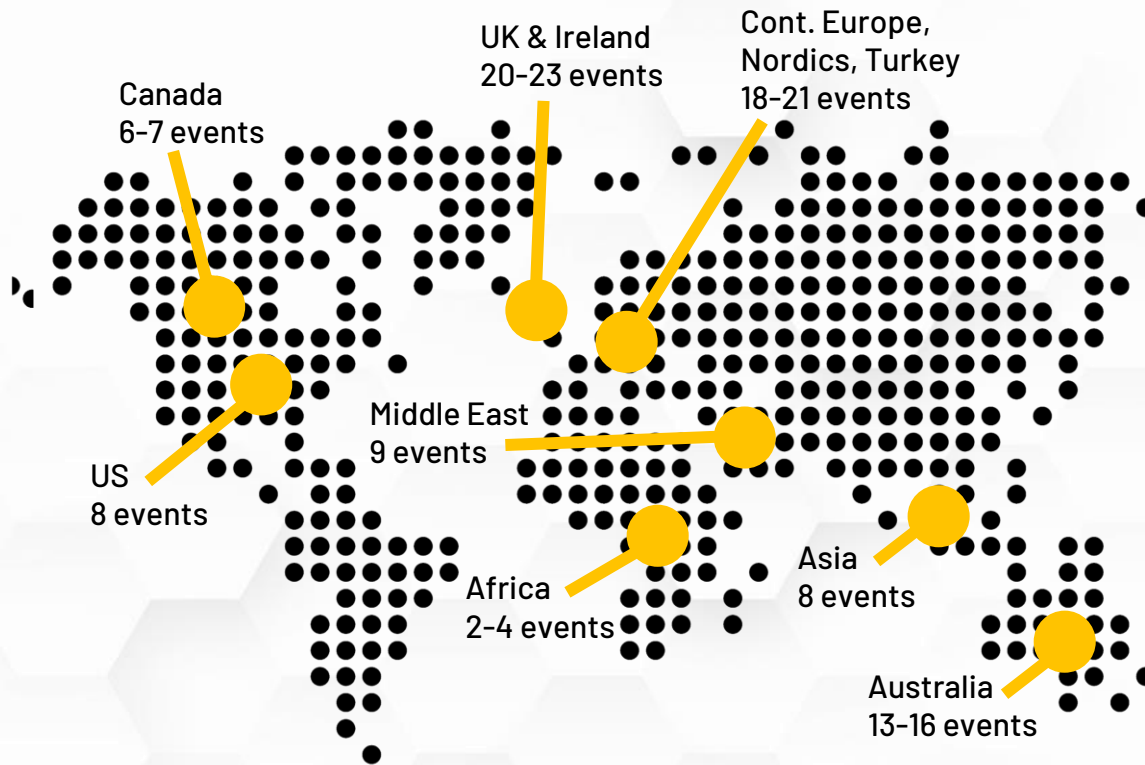 UK & Ireland
20-23 events
Cont. Europe,
Nordics, Turkey
18-21 events
Canada
6-7 events
Middle East
9 events
US
8 events
Africa
2-4 events
Asia
8 events
Australia
13-16 events